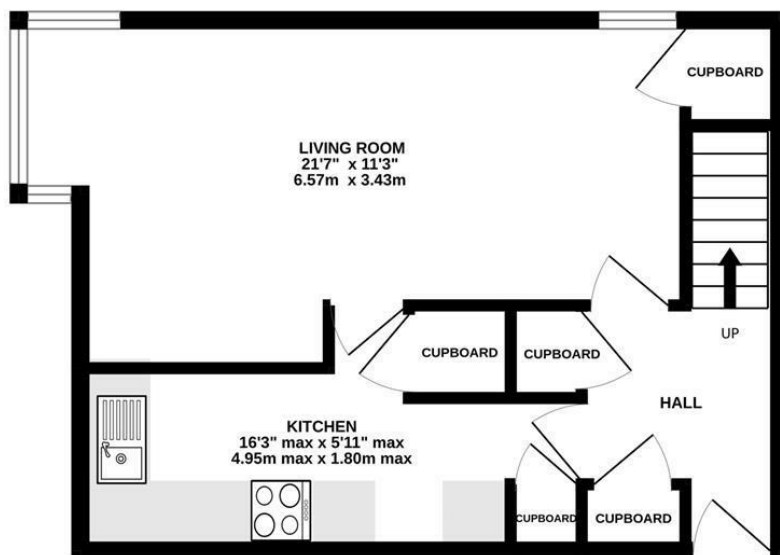 CUPBOARD
LIVING ROOM
21'7" x 11'3"
6.57m x 3.43m
UP
CUPBOARD
CUPBOARD
HALL
KITCHEN
16'3" max x 5'11" max
4.95m max x 1.80m max
CUPBOARD
CUPBOARD